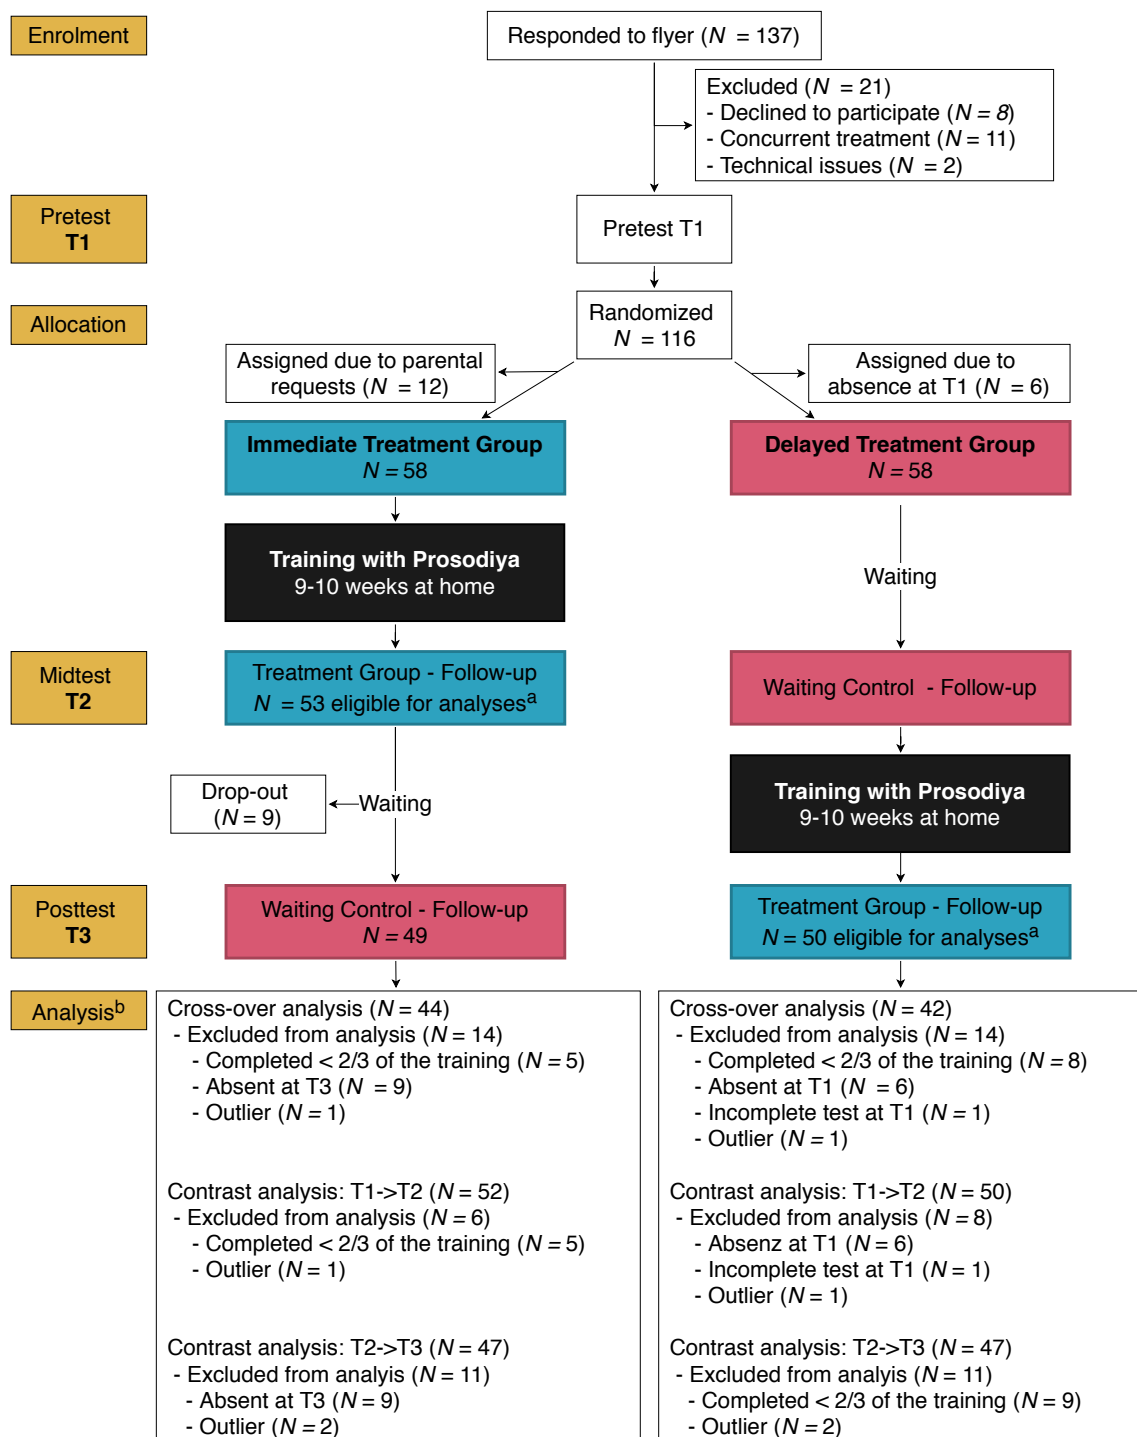 Enrolment
Responded to flyer (N = 137)
Excluded (N = 21)
- Declined to participate (N = 8)
- Concurrent treatment (N = 11)
- Technical issues (N = 2)
Pretest
T1
Pretest T1
Allocation
Randomized
N = 116
Assigned due to parental
requests (N = 12)
Assigned due to
absence at T1 (N = 6)
Immediate Treatment Group
N = 58
Delayed Treatment Group
N = 58
Training with Prosodiya
9-10 weeks at home
Waiting
Midtest
T2
Treatment Group - Follow-up
N = 53 eligible for analysesᵃ
Waiting Control - Follow-up
Drop-out
(N = 9)
Waiting
Training with Prosodiya
9-10 weeks at home
Posttest
T3
Waiting Control - Follow-up
N = 49
Treatment Group - Follow-up
N = 50 eligible for analysesᵃ
Analysisᵇ
Cross-over analysis (N = 44)
- Excluded from analysis (N = 14)
- Completed < 2/3 of the training (N = 5)
- Absent at T3 (N = 9)
- Outlier (N = 1)
Contrast analysis: T1->T2 (N = 52)
- Excluded from analysis (N = 6)
- Completed < 2/3 of the training (N = 5)
- Outlier (N = 1)
Contrast analysis: T2->T3 (N = 47)
- Excluded from analyis (N = 11)
- Absent at T3 (N = 9)
- Outlier (N = 2)
Cross-over analysis (N = 42)
- Excluded from analysis (N = 14)
- Completed < 2/3 of the training (N = 8)
- Absent at T1 (N = 6)
- Incomplete test at T1 (N = 1)
- Outlier (N = 1)
Contrast analysis: T1->T2 (N = 50)
- Excluded from analysis (N = 8)
- Absenz at T1 (N = 6)
- Incomplete test at T1 (N = 1)
- Outlier (N = 1)
Contrast analysis: T2->T3 (N = 47)
- Excluded from analyis (N = 11)
- Completed < 2/3 of the training (N = 9)
- Outlier (N = 2)